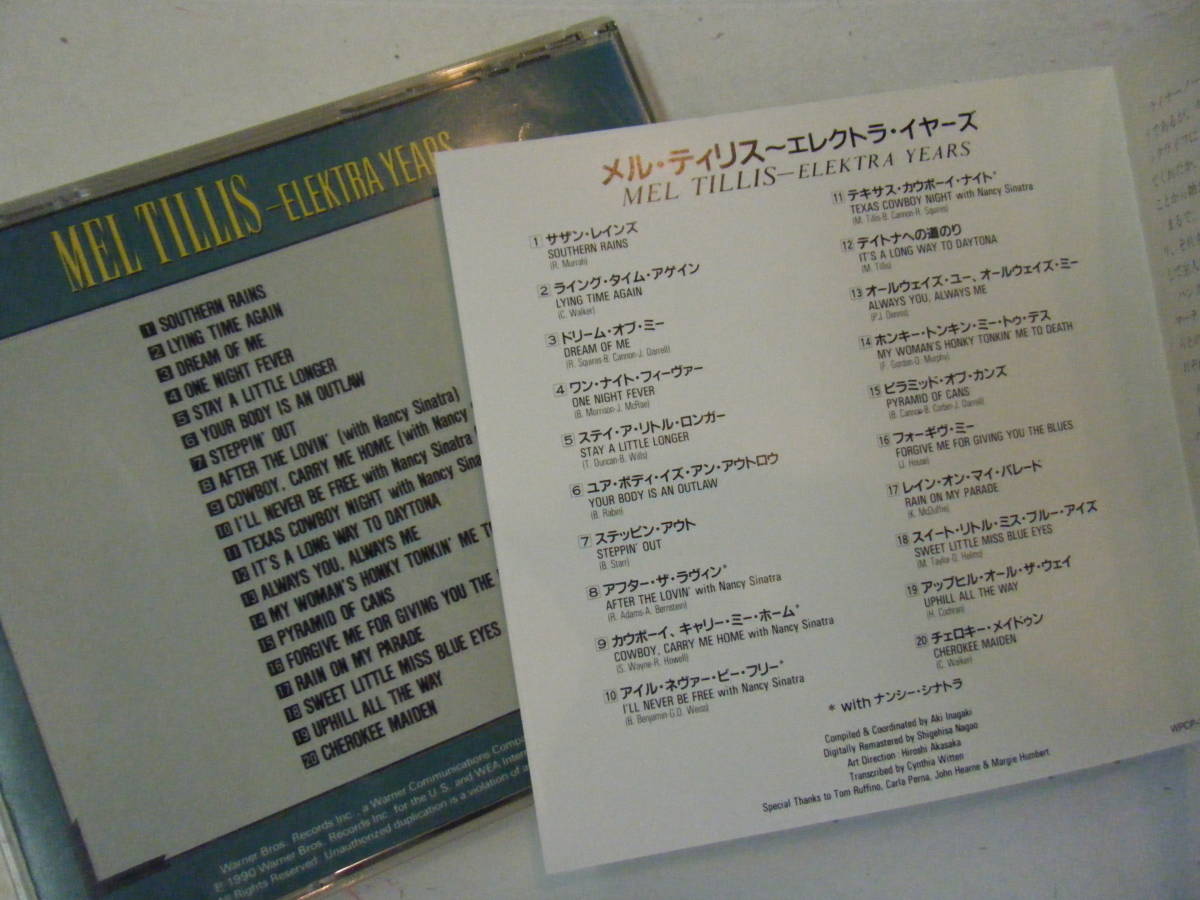 MEL TILLIS—ELEKTRA YEARS
1 SOUTHERN RAINS
2 LYING TIME AGAIN
3 DREAM OF ME
4 ONE NIGHT FEVER
5 STAY A LITTLE LONGER
6 YOUR BODY IS AN OUTLAW
7 STEPPIN' OUT
8 AFTER THE LOVIN' (with Nancy Sinatra)
9 COWBOY, CARRY ME HOME (with Nancy
10 I'LL NEVER BE FREE with Nancy Sinatra
11 TEXAS COWBOY NIGHT with Nancy Sina
12 IT'S A LONG WAY TO DAYTONA
13 ALWAYS YOU, ALWAYS ME
14 MY WOMAN'S HONKY TONKIN' ME T
15 PYRAMID OF CANS
16 FORGIVE ME FOR GIVING YOU THE
17 RAIN ON MY PARADE
18 SWEET LITTLE MISS BLUE EYES
19 UPHILL ALL THE WAY
20 CHEROKEE MAIDEN
Warner Bros. Records Inc., a Warner Communications Compa
℗ 1990 Warner Bros. Records Inc. for the U.S. and WEA Inter
All Rights Reserved. Unauthorized duplication is a violation of a
メル・ティリス〜エレクトラ・イヤーズ
MEL TILLIS—ELEKTRA YEARS
1 サザン・レインズ
SOUTHERN RAINS
(R. Murrah)
2 ライング・タイム・アゲイン
LYING TIME AGAIN
(C. Walker)
3 ドリーム・オブ・ミー
DREAM OF ME
(R. Squires-B. Cannon-J. Darrell)
4 ワン・ナイト・フィーヴァー
ONE NIGHT FEVER
(B. Morrison-J. McRae)
5 ステイ・ア・リトル・ロンガー
STAY A LITTLE LONGER
(T. Duncan-B. Wills)
6 ユア・ボディ・イズ・アン・アウトロウ
YOUR BODY IS AN OUTLAW
(B. Rabin)
7 ステッピン・アウト
STEPPIN' OUT
(B. Starr)
8 アフター・ザ・ラヴィン*
AFTER THE LOVIN' with Nancy Sinatra
(R. Adams-A. Bernstein)
9 カウボーイ、キャリー・ミー・ホーム*
COWBOY, CARRY ME HOME with Nancy Sinatra
(S. Wayne-R. Howell)
10 アイル・ネヴァー・ビー・フリー*
I'LL NEVER BE FREE with Nancy Sinatra
(B. Benjamin-G.D. Weiss)
11 テキサス・カウボーイ・ナイト*
TEXAS COWBOY NIGHT with Nancy Sinatra
(M. Tillis-B. Cannon-R. Squires)
12 デイトナへの道のり
IT'S A LONG WAY TO DAYTONA
(M. Tillis)
13 オールウェイズ・ユー、オールウェイズ・ミー
ALWAYS YOU, ALWAYS ME
(P.J. Dennis)
14 ホンキー・トンキン・ミー・トゥ・デス
MY WOMAN'S HONKY TONKIN' ME TO DEATH
(F. Gordon-D. Murphy)
15 ピラミッド・オブ・カンズ
PYRAMID OF CANS
(B. Cannon-B. Corbin-J. Darrell)
16 フォーギヴ・ミー
FORGIVE ME FOR GIVING YOU THE BLUES
(J. House)
17 レイン・オン・マイ・パレード
RAIN ON MY PARADE
(K. McDuffie)
18 スイート・リトル・ミス・ブルー・アイズ
SWEET LITTLE MISS BLUE EYES
(M. Taylor-D. Helms)
19 アップヒル・オール・ザ・ウェイ
UPHILL ALL THE WAY
(H. Cochran)
20 チェロキー・メイドゥン
CHEROKEE MAIDEN
(C. Walker)
* with ナンシー・シナトラ
Compiled & Coordinated by Aki Inagaki
Digitally Remastered by Shigehisa Nagao
Art Direction : Hiroshi Akasaka
Transcribed by Cynthia Witten
Special Thanks to Tom Ruffino, Carla Perna, John Hearne & Margie Humbert
WPCP-